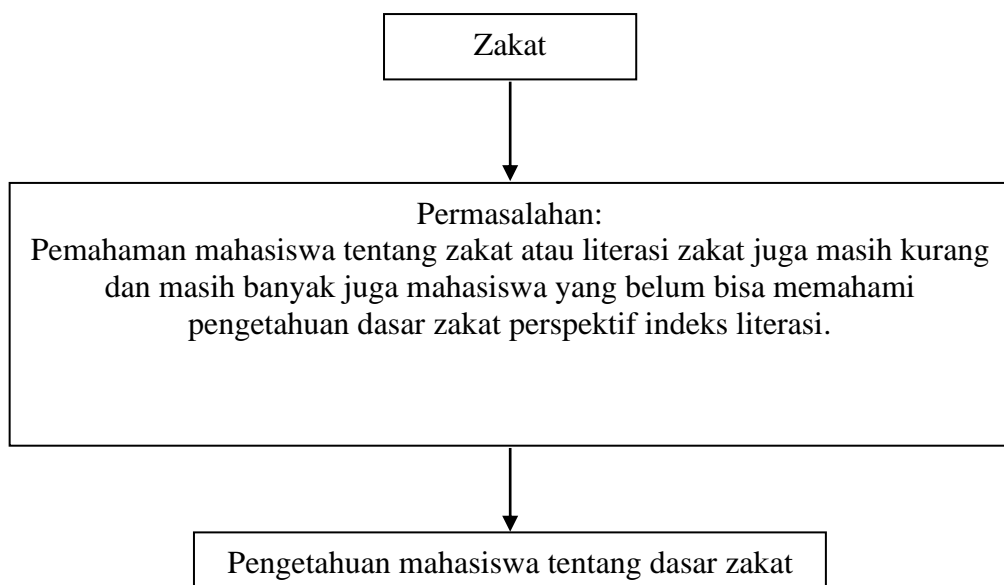 Zakat
Permasalahan:
Pemahaman mahasiswa tentang zakat atau literasi zakat juga masih kurang
dan masih banyak juga mahasiswa yang belum bisa memahami
pengetahuan dasar zakat perspektif indeks literasi.
Pengetahuan mahasiswa tentang dasar zakat